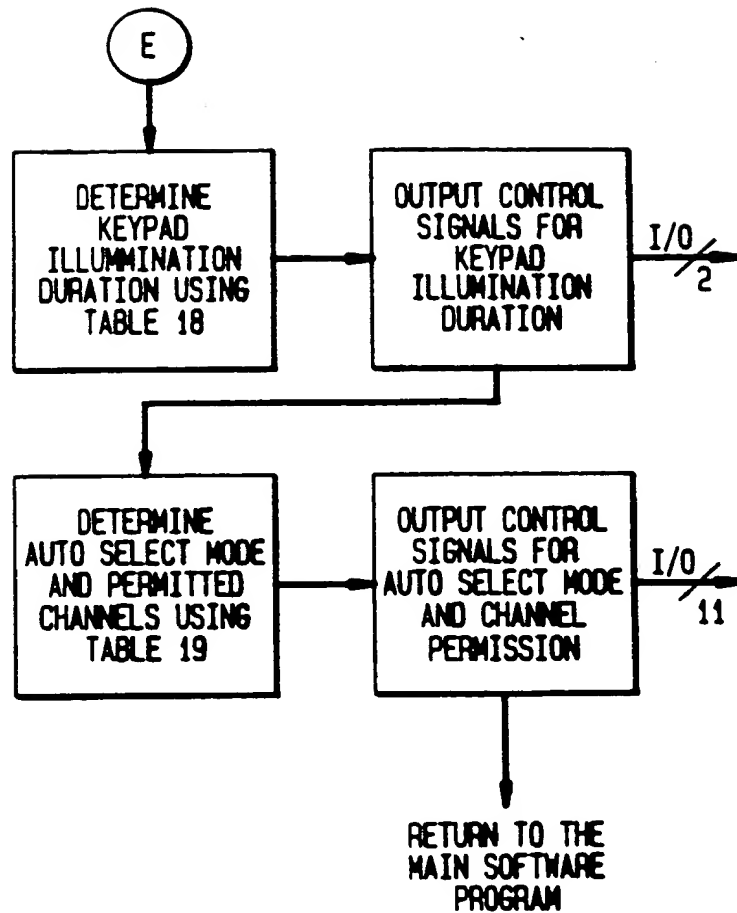 E
DETERMINE
KEYPAD
ILLUMMINATION
DURATION USING
TABLE 18
OUTPUT CONTROL
SIGNALS FOR
KEYPAD
ILLUMINATION
DURATION
I/O
2
DETERMINE
AUTO SELECT MODE
AND PERMITTED
CHANNELS USING
TABLE 19
OUTPUT CONTROL
SIGNALS FOR
AUTO SELECT MODE
AND CHANNEL
PERMISSION
I/O
11
RETURN TO THE
MAIN SOFTWARE
PROGRAM